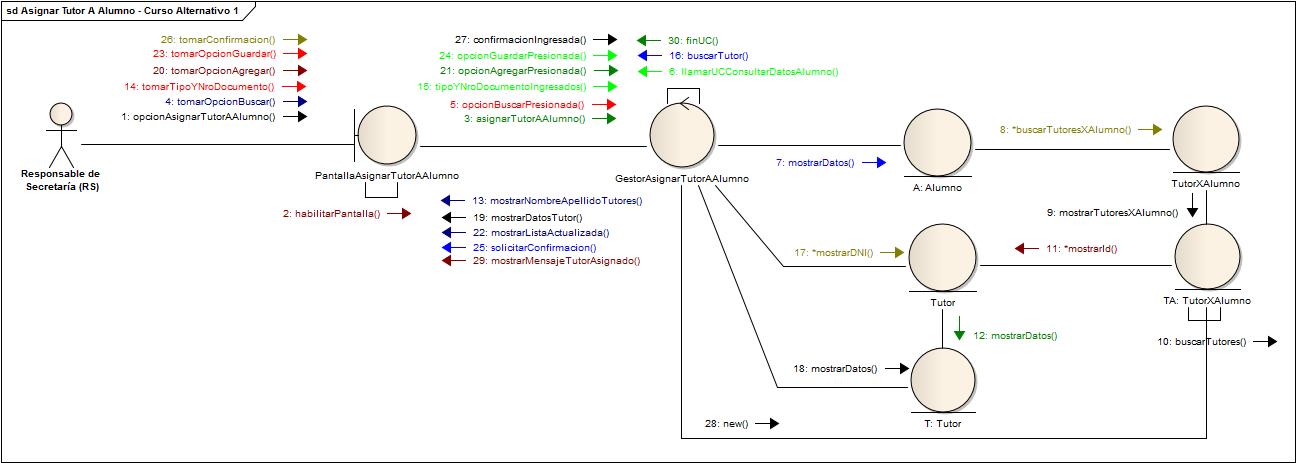 sd Asignar Tutor A Alumno - Curso Alternativo 1
26: tomarConfirmacion()
23: tomarOpcionGuardar()
20: tomarOpcionAgregar()
14: tomarTipoYNroDocumento()
4: tomarOpcionBuscar()
1: opcionAsignarTutorAAlumno()
27: confirmacionIngresada()
24: opcionGuardarPresionada()
21: opcionAgregarPresionada()
15: tipoYNroDocumentoIngresados()
5: opcionBuscarPresionada()
3: asignarTutorAAlumno()
30: finUC()
16: buscarTutor()
6: llamarUCConsultarDatosAlumno()
8: *buscarTutoresXAlumno()
7: mostrarDatos()
Responsable de
Secretaría (RS)
PantallaAsignarTutorAAlumno
GestorAsignarTutorAAlumno
A: Alumno
TutorXAlumno
2: habilitarPantalla()
13: mostrarNombreApellidoTutores()
19: mostrarDatosTutor()
22: mostrarListaActualizada()
25: solicitarConfirmacion()
29: mostrarMensajeTutorAsignado()
9: mostrarTutoresXAlumno()
17: *mostrarDNI()
11: *mostrarId()
Tutor
TA: TutorXAlumno
12: mostrarDatos()
10: buscarTutores()
18: mostrarDatos()
28: new()
T: Tutor